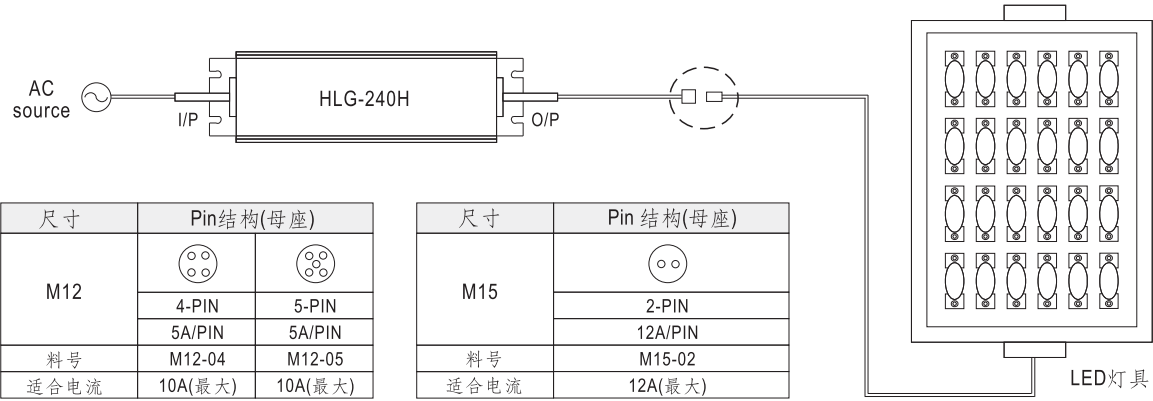 AC
source
I/P
HLG-240H
O/P
LED灯具
尺寸 Pin结构(母座)
M12
4-PIN 5-PIN
5A/PIN 5A/PIN
料号 M12-04 M12-05
适合电流 10A(最大) 10A(最大)
尺寸 Pin 结构(母座)
M15
2-PIN
12A/PIN
料号 M15-02
适合电流 12A(最大)